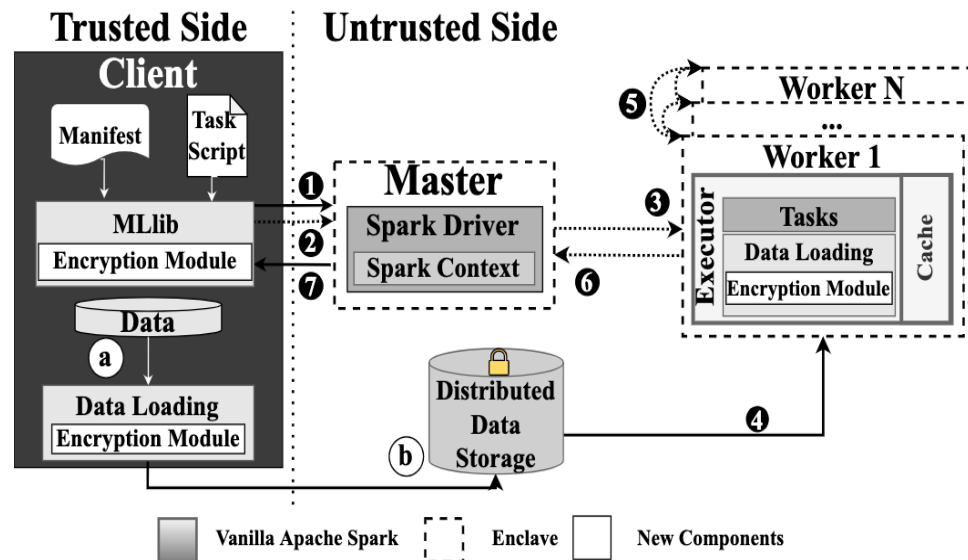 Trusted Side
Untrusted Side
Client
Manifest
Task
Script
MLlib
Encryption Module
Data
a
Data Loading
Encryption Module
1
2
7
Master
Spark Driver
Spark Context
3
6
5
Worker N
...
Worker 1
Executor
Tasks
Data Loading
Encryption Module
Cache
Distributed
Data
Storage
b
4
Vanilla Apache Spark
Enclave
New Components